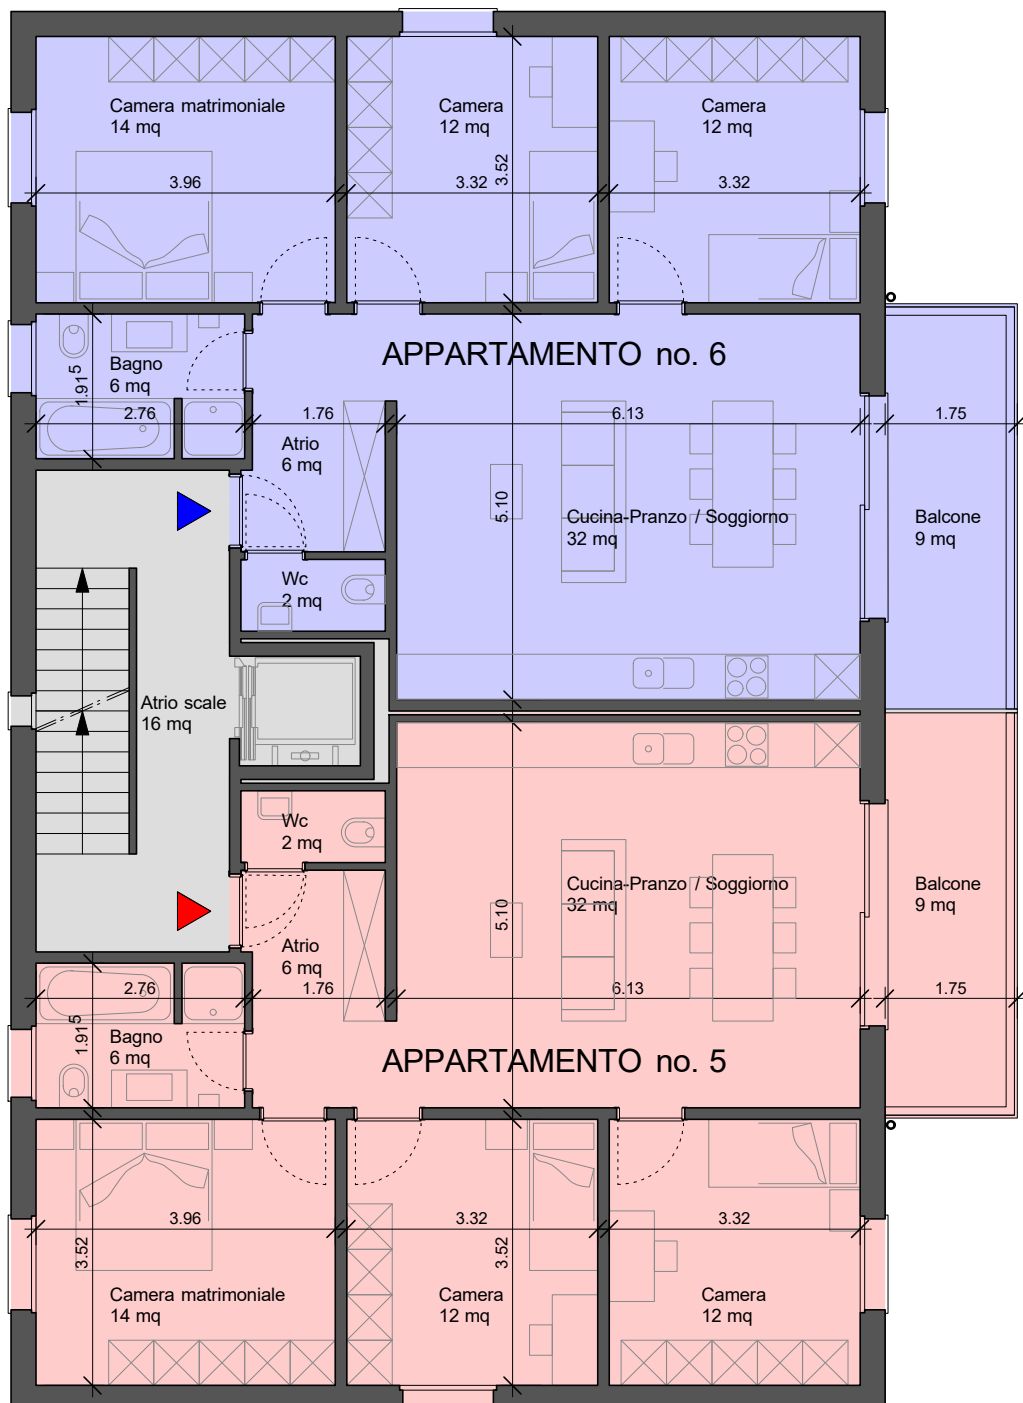 Camera matrimoniale
14 mq
Camera
12 mq
Camera
12 mq
3.52
3.96
3.32
3.32
APPARTAMENTO no. 6
Bagno
6 mq
1.91⁵
2.76
1.76
6.13
1.75
Atrio
6 mq
5.10
Cucina-Pranzo / Soggiorno
32 mq
Balcone
9 mq
Wc
2 mq
Atrio scale
16 mq
Wc
2 mq
Cucina-Pranzo / Soggiorno
32 mq
Balcone
9 mq
5.10
Atrio
6 mq
2.76
1.76
6.13
1.75
1.91⁵
Bagno
6 mq
APPARTAMENTO no. 5
3.96
3.32
3.32
3.52
3.52
Camera matrimoniale
14 mq
Camera
12 mq
Camera
12 mq